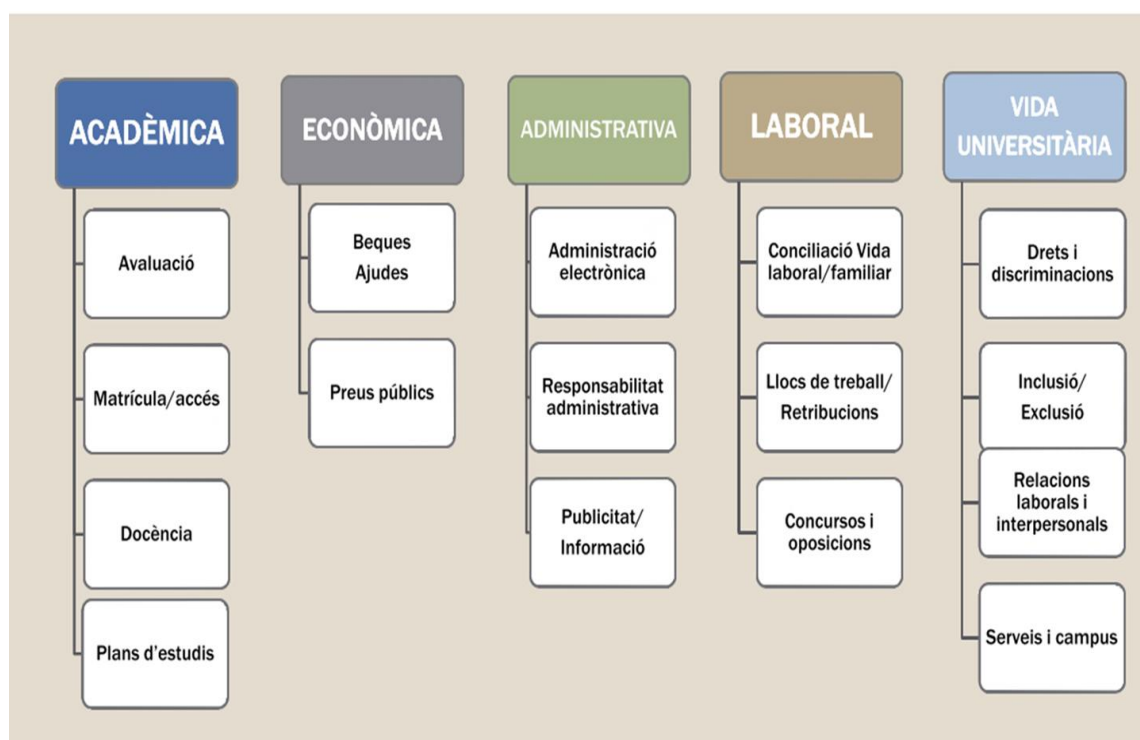 ACADÈMICA
Avaluació
Matrícula/accés
Docència
Plans d'estudis
ECONÒMICA
Beques
Ajudes
Preus públics
ADMINISTRATIVA
Administració
electrònica
Responsabilitat
administrativa
Publicitat/
Informació
LABORAL
Conciliació Vida
laboral/familiar
Llocs de treball/
Retribucions
Concursos i
oposicions
VIDA
UNIVERSITÀRIA
Drets i
discriminacions
Inclusió/
Exclusió
Relacions
laborals i
interpersonals
Serveis i campus